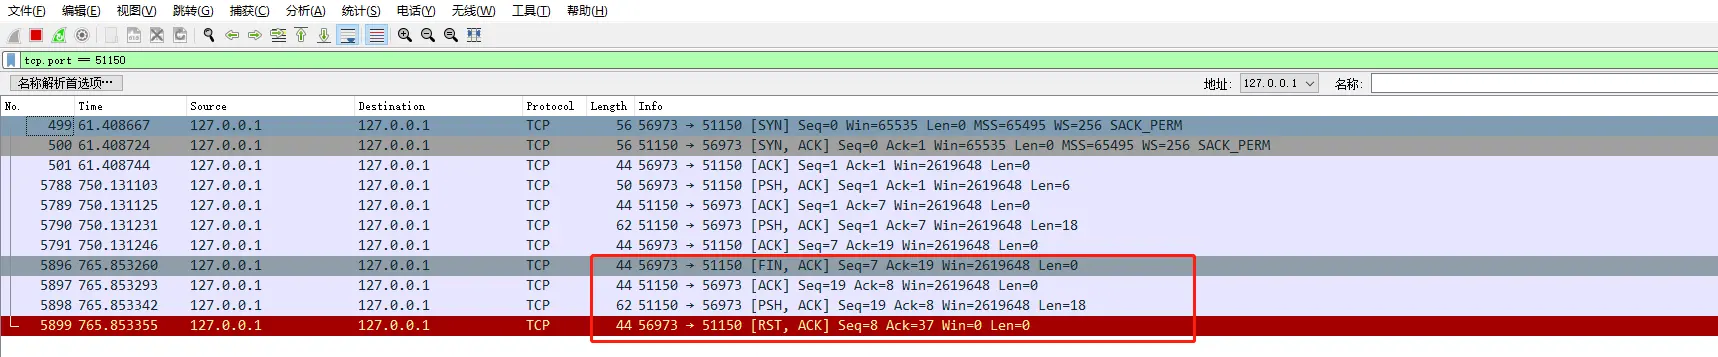 文件(F) 编辑(E) 视图(V) 跳转(G) 捕获(C) 分析(A) 统计(S) 电话(Y) 无线(W) 工具(T) 帮助(H)
tcp.port == 51150
名称解析首选项… 地址: 127.0.0.1 名称:
No. Time Source Destination Protocol Length Info
499 61.408667 127.0.0.1 127.0.0.1 TCP 56 56973 → 51150 [SYN] Seq=0 Win=65535 Len=0 MSS=65495 WS=256 SACK_PERM
500 61.408724 127.0.0.1 127.0.0.1 TCP 56 51150 → 56973 [SYN, ACK] Seq=0 Ack=1 Win=65535 Len=0 MSS=65495 WS=256 SACK_PERM
501 61.408744 127.0.0.1 127.0.0.1 TCP 44 56973 → 51150 [ACK] Seq=1 Ack=1 Win=2619648 Len=0
5788 750.131103 127.0.0.1 127.0.0.1 TCP 50 56973 → 51150 [PSH, ACK] Seq=1 Ack=1 Win=2619648 Len=6
5789 750.131125 127.0.0.1 127.0.0.1 TCP 44 51150 → 56973 [ACK] Seq=1 Ack=7 Win=2619648 Len=0
5790 750.131231 127.0.0.1 127.0.0.1 TCP 62 51150 → 56973 [PSH, ACK] Seq=1 Ack=7 Win=2619648 Len=18
5791 750.131246 127.0.0.1 127.0.0.1 TCP 44 56973 → 51150 [ACK] Seq=7 Ack=19 Win=2619648 Len=0
5896 765.853260 127.0.0.1 127.0.0.1 TCP 44 56973 → 51150 [FIN, ACK] Seq=7 Ack=19 Win=2619648 Len=0
5897 765.853293 127.0.0.1 127.0.0.1 TCP 44 51150 → 56973 [ACK] Seq=19 Ack=8 Win=2619648 Len=0
5898 765.853342 127.0.0.1 127.0.0.1 TCP 62 51150 → 56973 [PSH, ACK] Seq=19 Ack=8 Win=2619648 Len=18
5899 765.853355 127.0.0.1 127.0.0.1 TCP 44 56973 → 51150 [RST, ACK] Seq=8 Ack=37 Win=0 Len=0